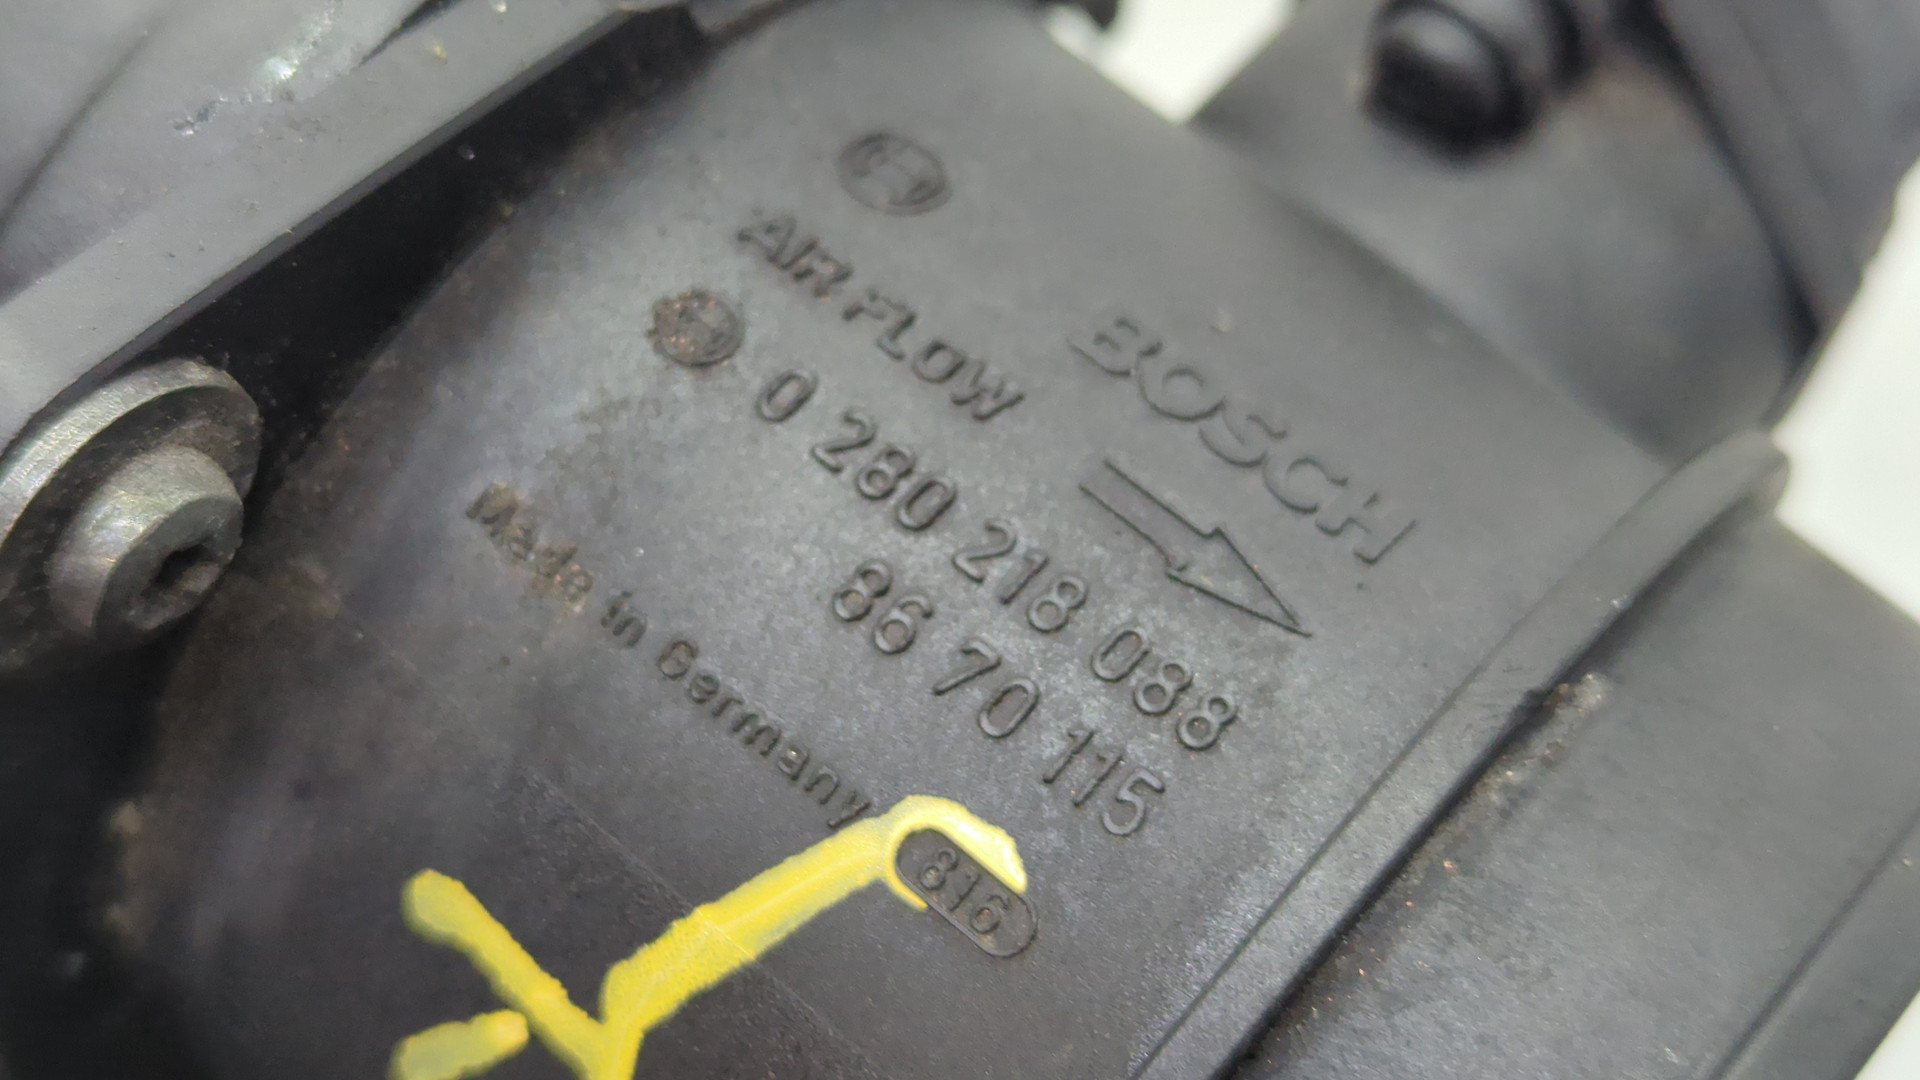 BOSCH
AIR FLOW
0 280 218 088
86 70 115
Made in Germany
816